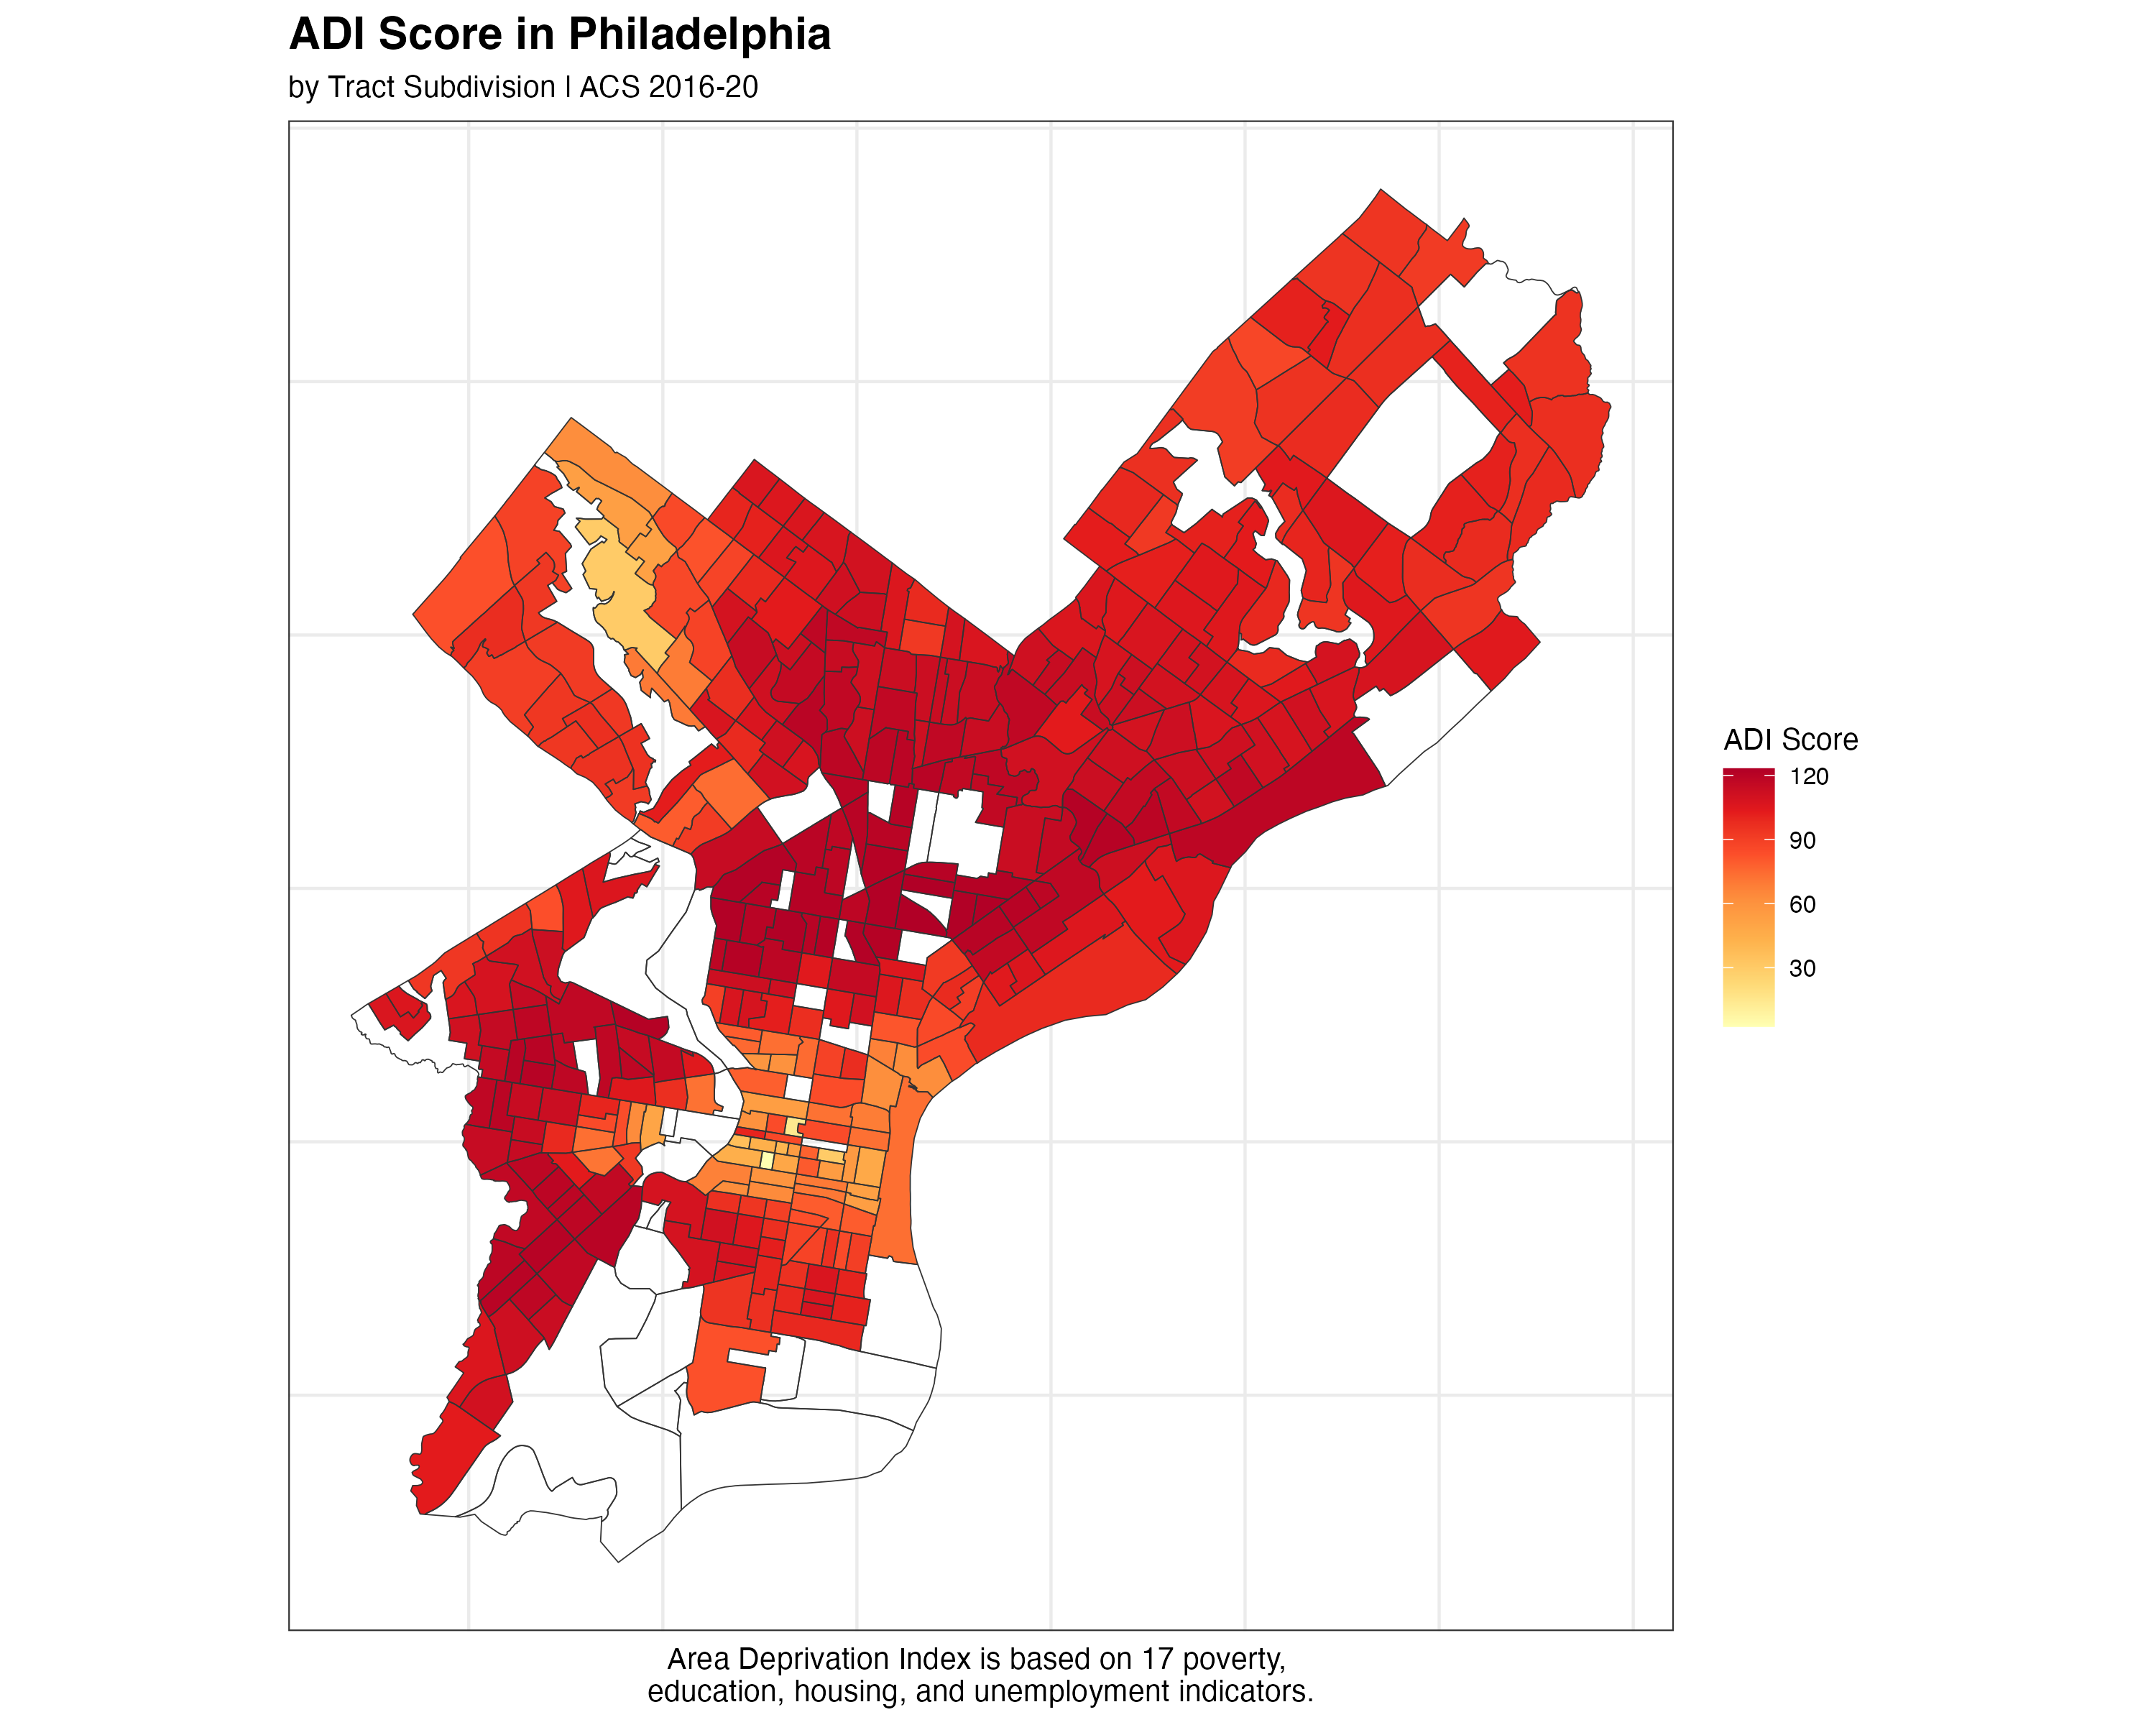 ADI Score in Philadelphia
by Tract Subdivision | ACS 2016-20
ADI Score
120
90
60
30
Area Deprivation Index is based on 17 poverty,
education, housing, and unemployment indicators.